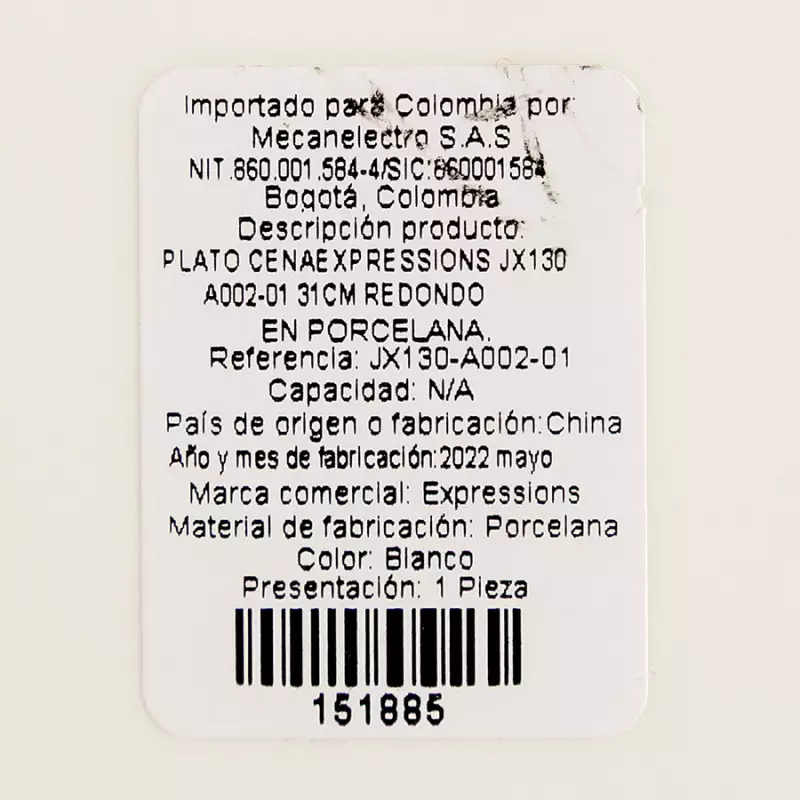 Importado para Colombia por:
Mecanelectro S.A.S
NIT.860.001.584-4/SIC:860001584
Bogotá, Colombia
Descripción producto:
PLATO CENAEXPRESSIONS JX130
A002-01 31CM REDONDO
EN PORCELANA.
Referencia: JX130-A002-01
Capacidad: N/A
País de origen o fabricación:China
Año y mes de fabricación:2022 mayo
Marca comercial: Expressions
Material de fabricación: Porcelana
Color: Blanco
Presentación: 1 Pieza
151885